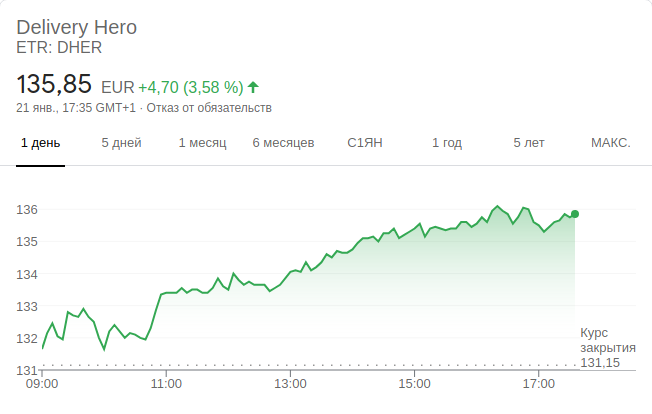 Delivery Hero
ETR: DHER
135,85 EUR +4,70 (3,58 %)
21 янв., 17:35 GMT+1 · Отказ от обязательств
1 день 5 дней 1 месяц 6 месяцев С1ЯН 1 год 5 лет МАКС.
136
135
134
133
132
131
Курс
закрытия
131,15
09:00 11:00 13:00 15:00 17:00